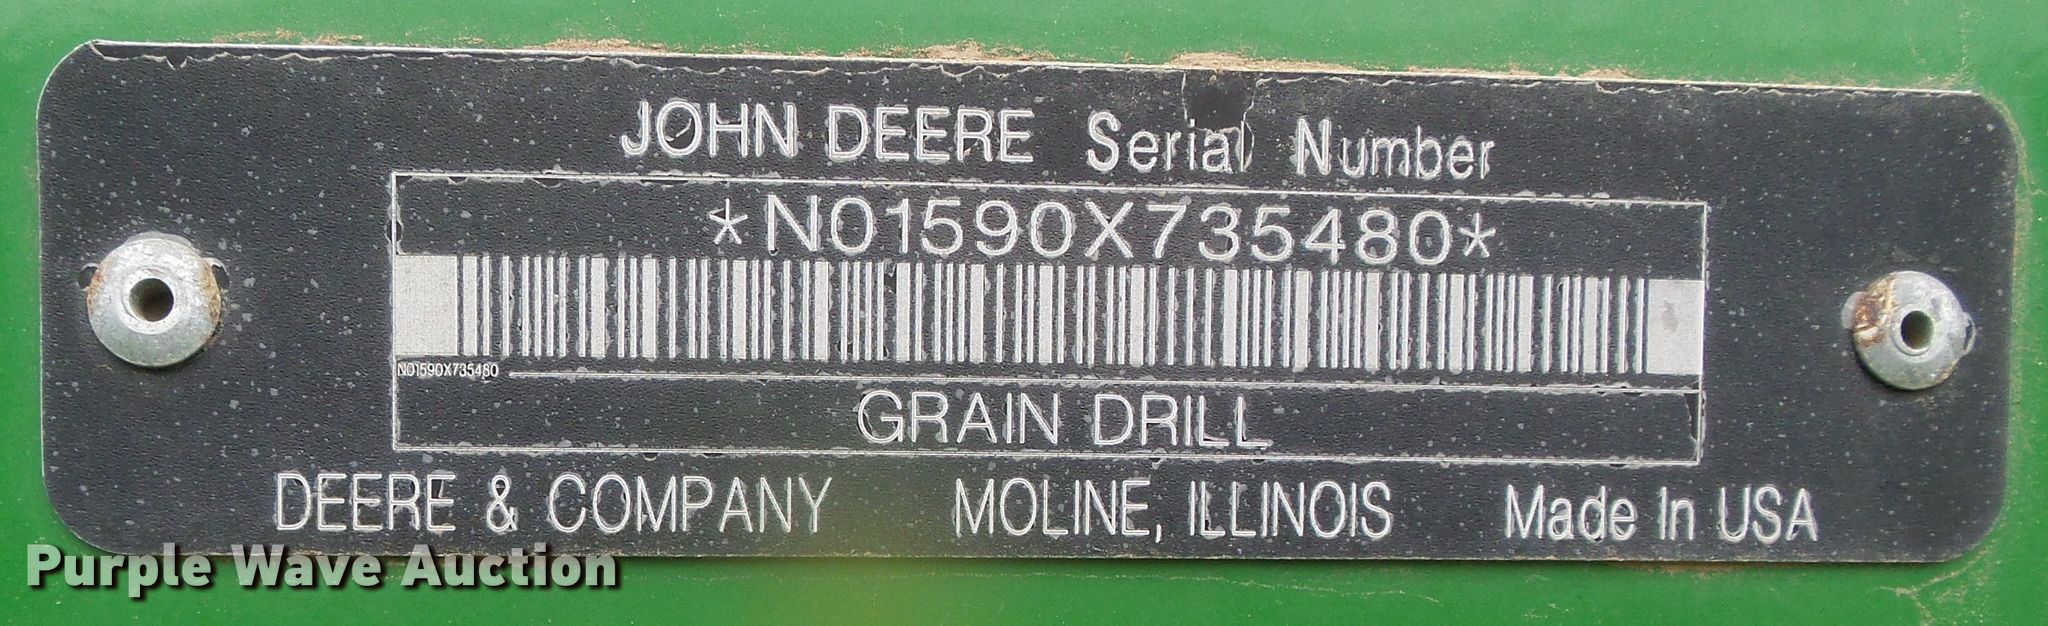 JOHN DEERE Serial Number
*N01590X735480*
N01590X735480
GRAIN DRILL
DEERE & COMPANY MOLINE, ILLINOIS Made In USA
Purple Wave Auction